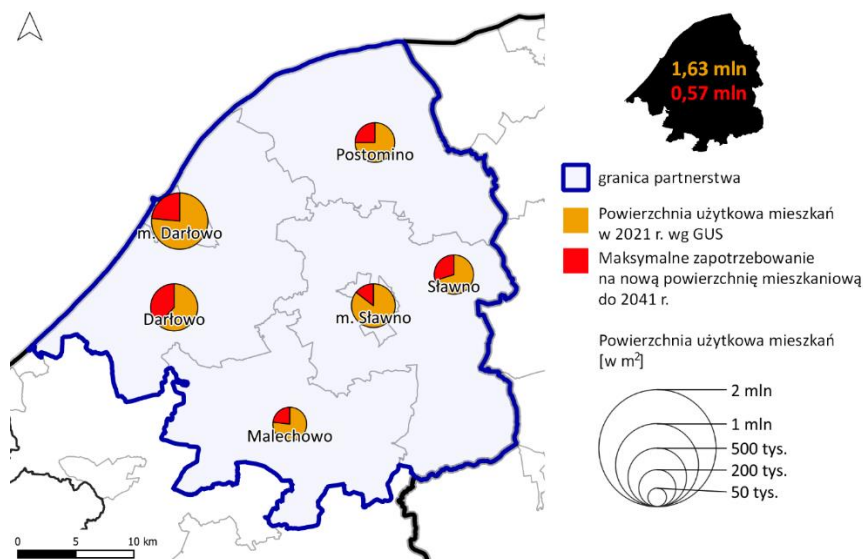 Postomino
m. Darłowo
Sławno
Darłowo
m. Sławno
Malechowo
0 5 10 km
1,63 mln
0,57 mln
granica partnerstwa
Powierzchnia użytkowa mieszkań
w 2021 r. wg GUS
Maksymalne zapotrzebowanie
na nową powierzchnię mieszkaniową
do 2041 r.
Powierzchnia użytkowa mieszkań
[w m²]
2 mln
1 mln
500 tys.
200 tys.
50 tys.